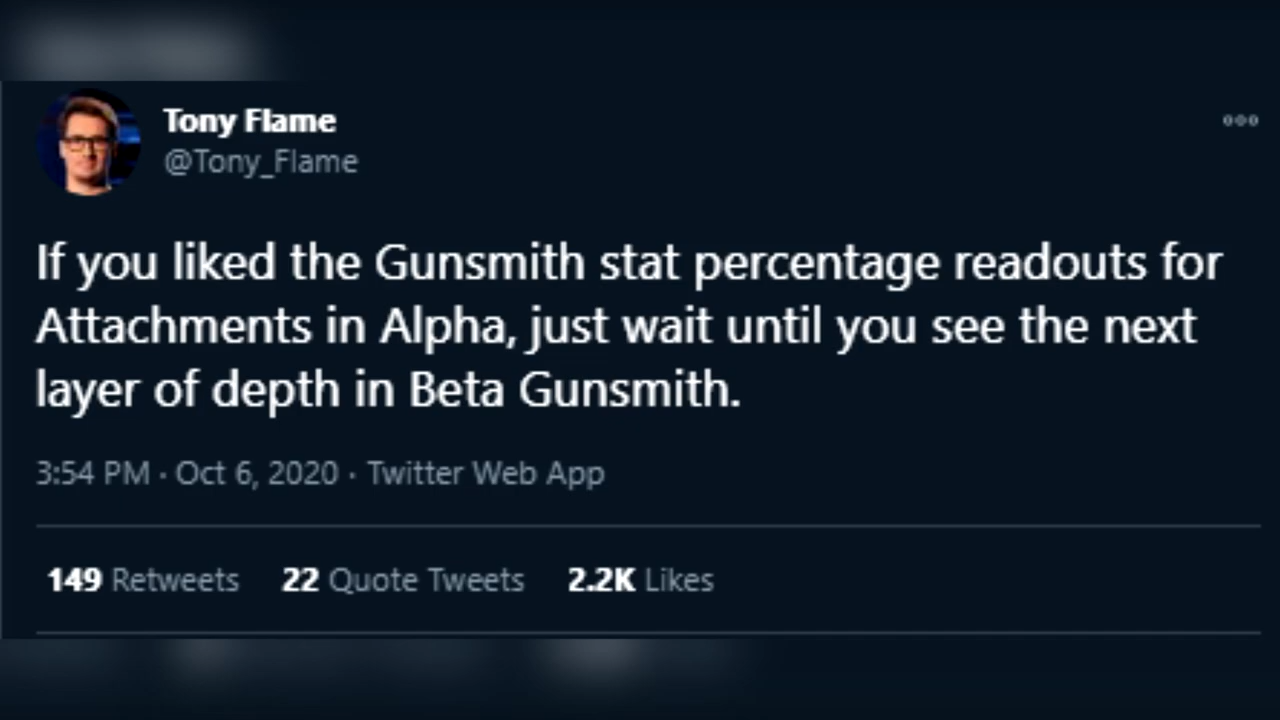 Tony Flame
@Tony_Flame
If you liked the Gunsmith stat percentage readouts for
Attachments in Alpha, just wait until you see the next
layer of depth in Beta Gunsmith.
3:54 PM · Oct 6, 2020 · Twitter Web App
149 Retweets 22 Quote Tweets 2.2K Likes